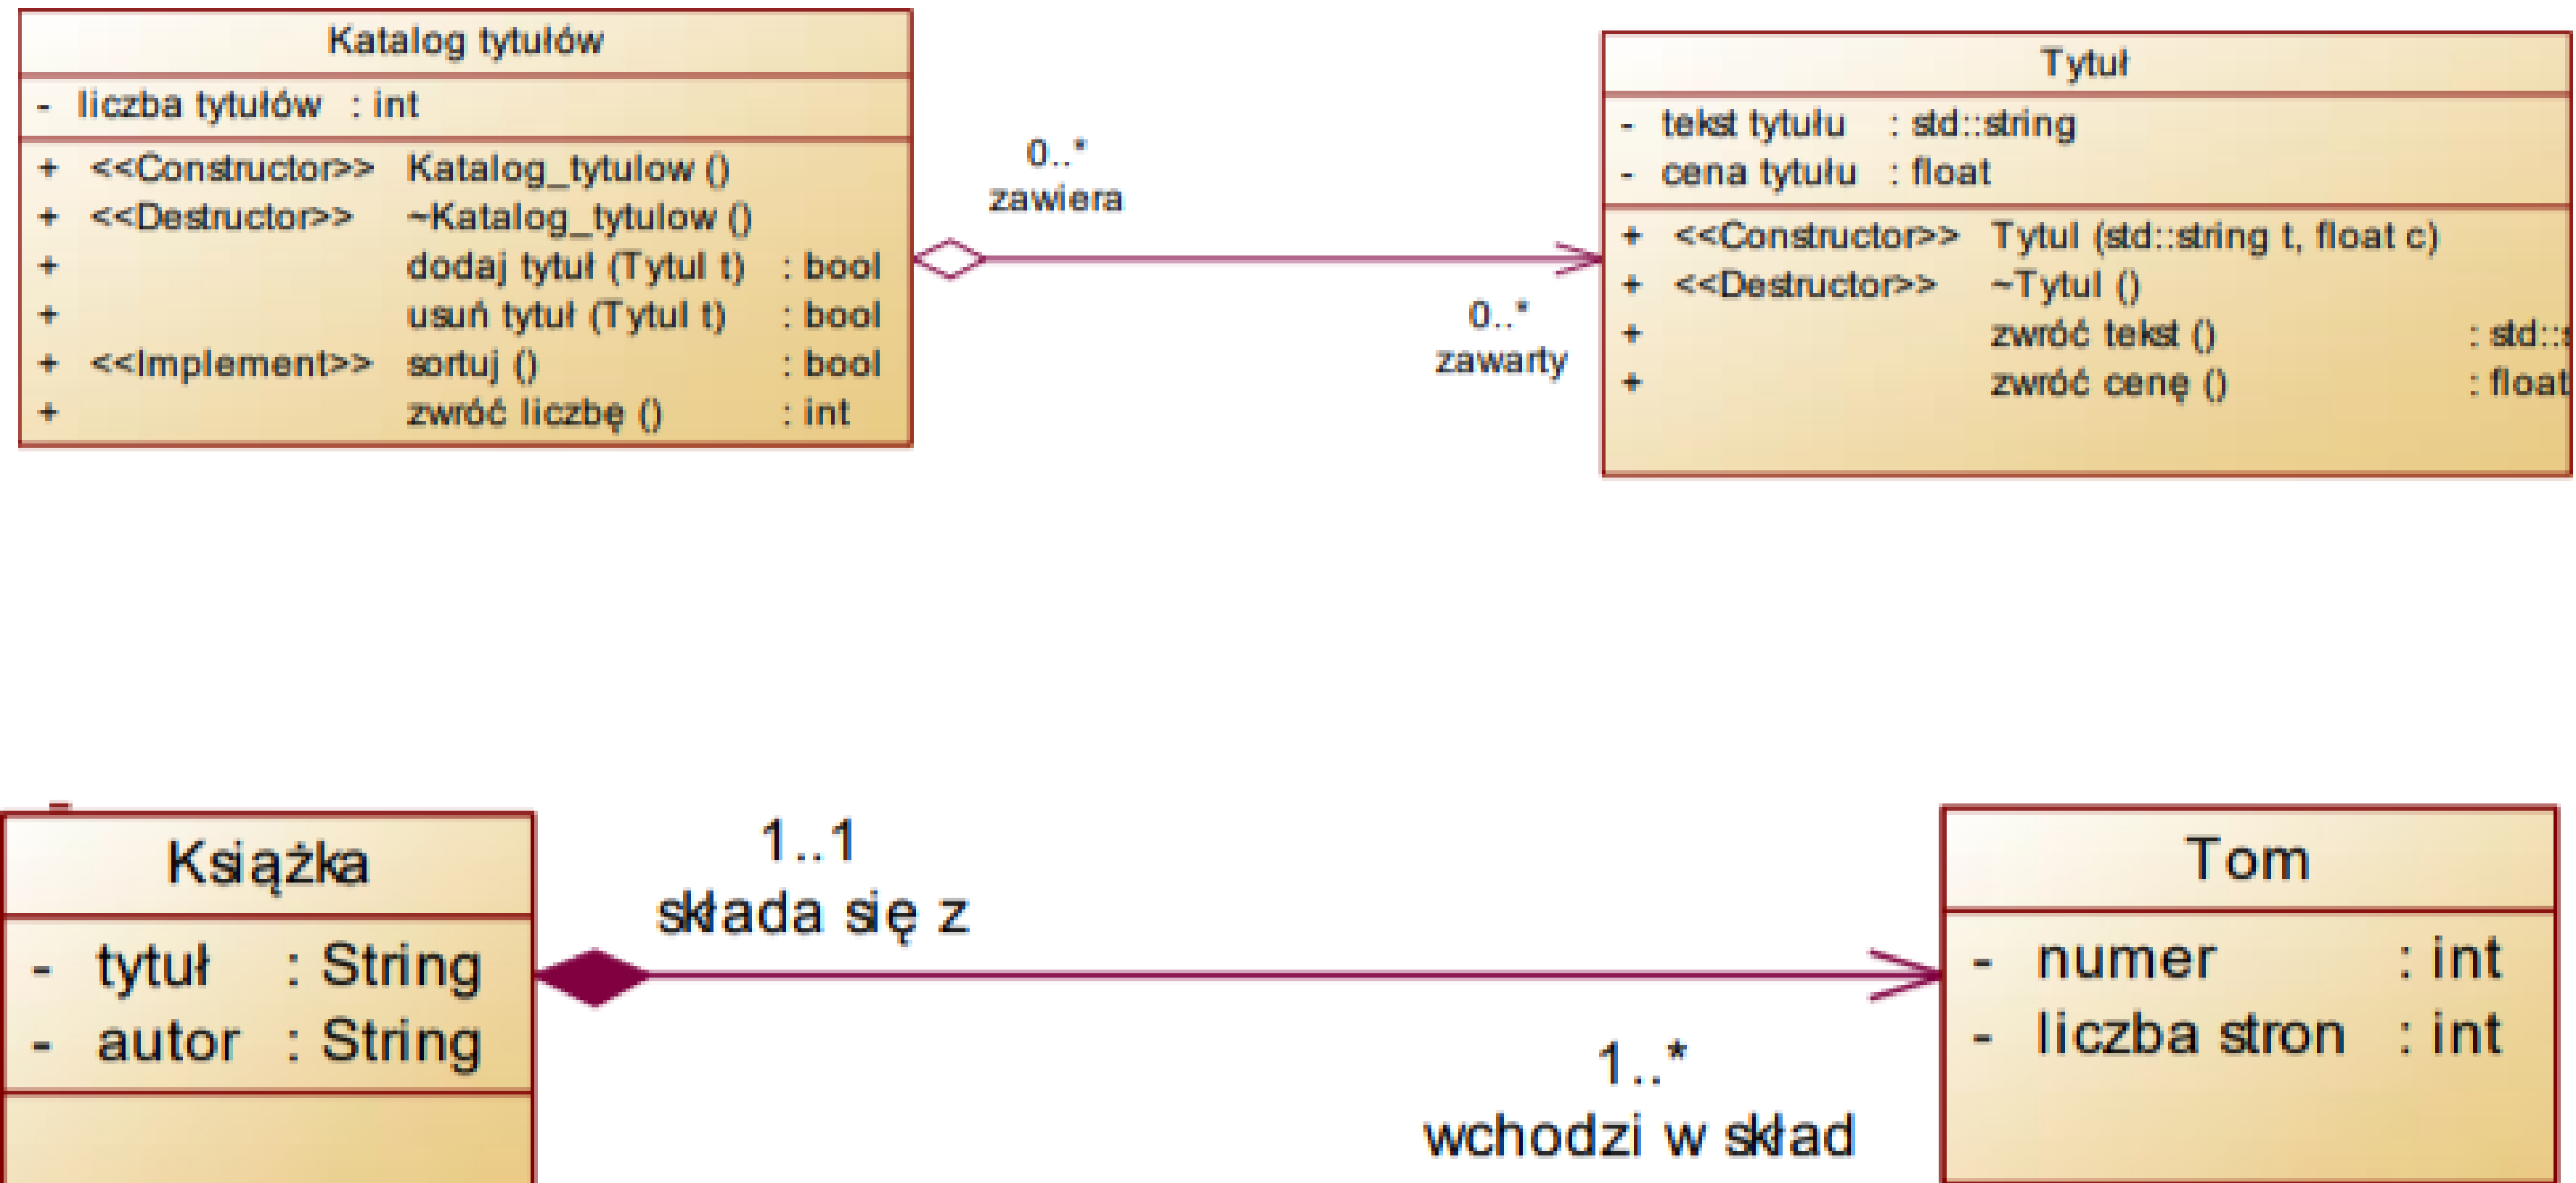 Katalog tytułów
- liczba tytułów : int
+ <<Constructor>> Katalog_tytulow ()
+ <<Destructor>> ~Katalog_tytulow ()
+ dodaj tytuł (Tytul t) : bool
+ usuń tytuł (Tytul t) : bool
+ <<Implement>> sortuj () : bool
+ zwróć liczbę () : int
0..*
zawiera
0..*
zawarty
Tytuł
- tekst tytułu : std::string
- cena tytułu : float
+ <<Constructor>> Tytul (std::string t, float c)
+ <<Destructor>> ~Tytul ()
+ zwróć tekst () : std::
+ zwróć cenę () : float
Książka
- tytuł : String
- autor : String
1..1
składa się z
1..*
wchodzi w skład
Tom
- numer : int
- liczba stron : int